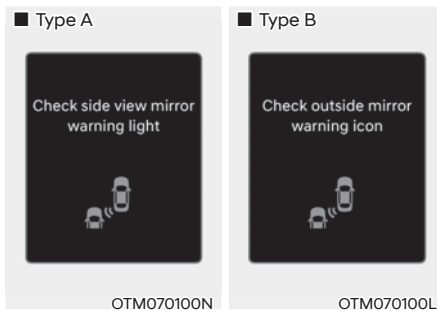 ■ Type A
Check side view mirror
warning light
OTM070100N
■ Type B
Check outside mirror
warning icon
OTM070100L